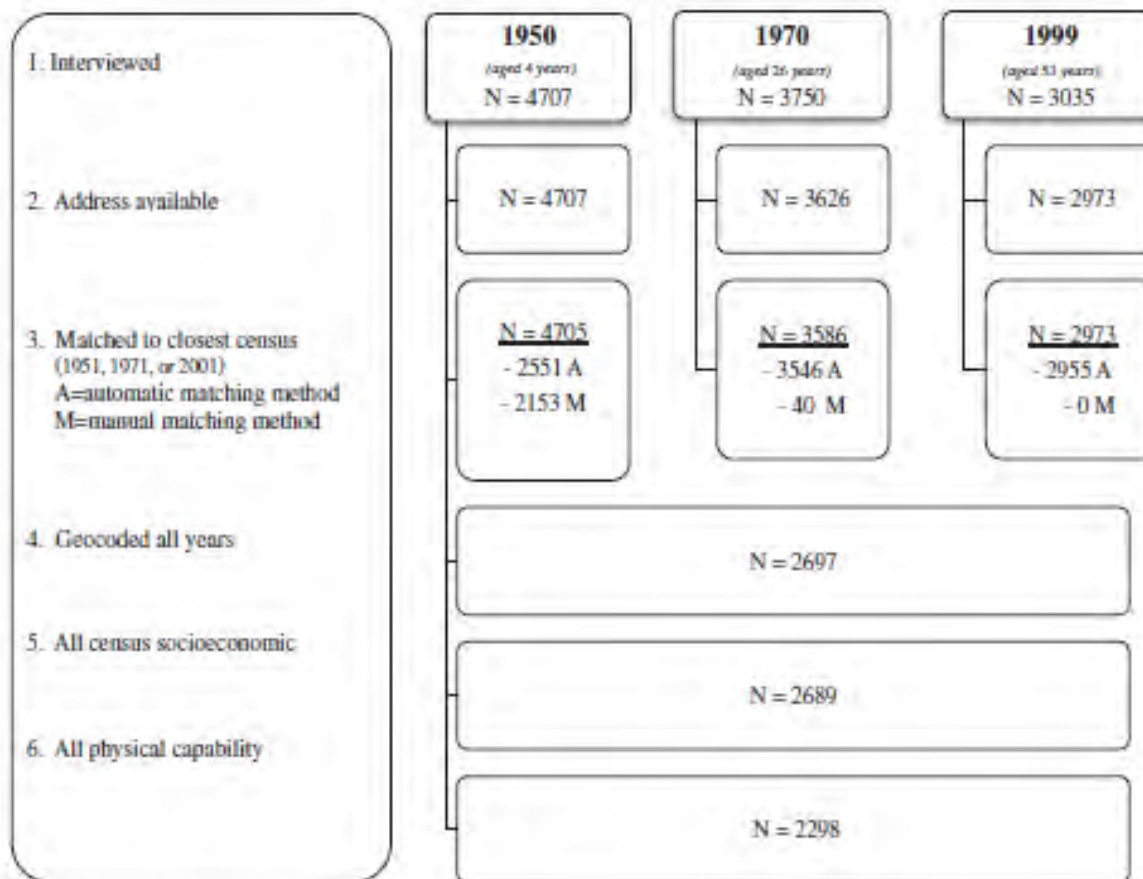 1. Interviewed
2. Address available
3. Matched to closest census
(1951, 1971, or 2001)
A=automatic matching method
M=manual matching method
4. Geocoded all years
5. All census socioeconomic
6. All physical capability
1950
(aged 4 years)
N = 4707
1970
(aged 26 years)
N = 3750
1999
(aged 53 years)
N = 3035
N = 4707
N = 3626
N = 2973
N = 4705
- 2551 A
- 2153 M
N = 3586
- 3546 A
- 40 M
N = 2973
- 2955 A
- 0 M
N = 2697
N = 2689
N = 2298